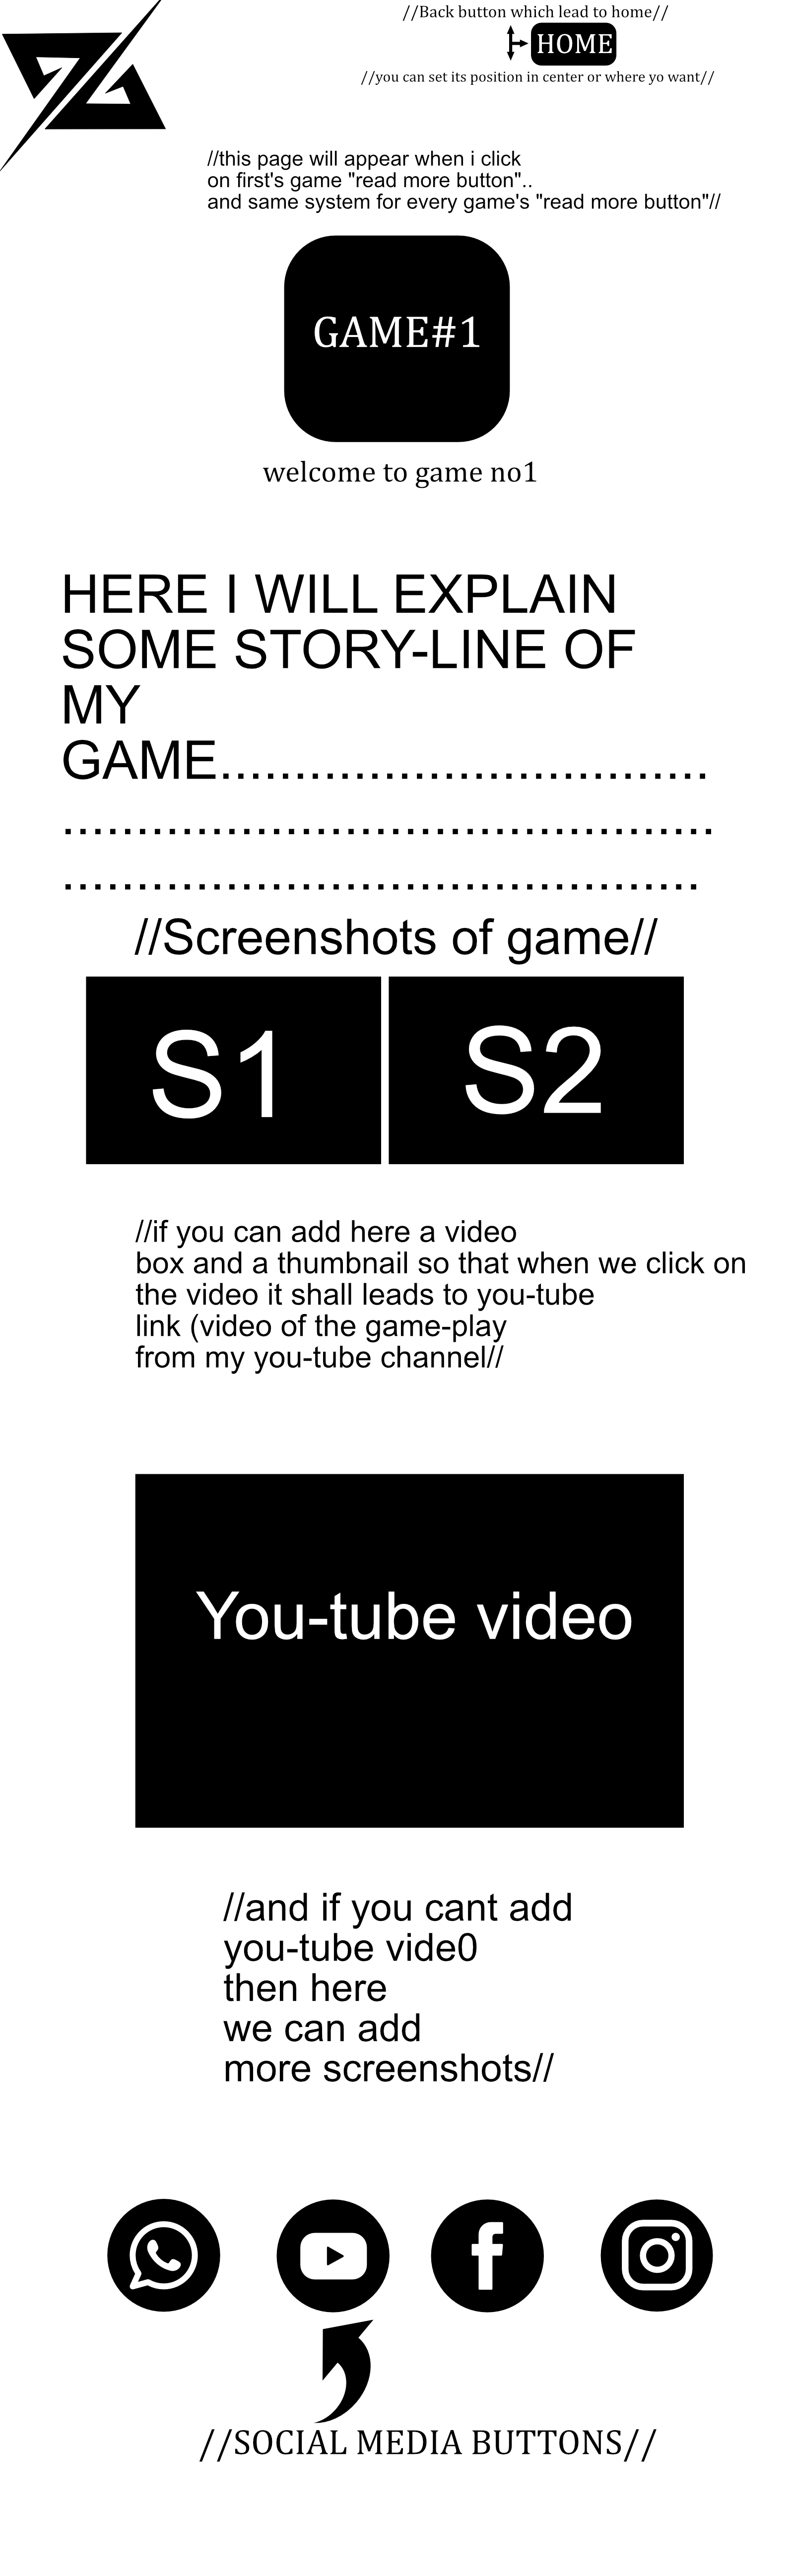 //Back button which lead to home//
HOME
//you can set its position in center or where yo want//
//this page will appear when i click
on first's game "read more button"..
and same system for every game's "read more button"//
GAME#1
welcome to game no1
HERE I WILL EXPLAIN
SOME STORY-LINE OF
MY
GAME.................................
............................................
...........................................
//Screenshots of game//
S1
S2
//if you can add here a video
box and a thumbnail so that when we click on
the video it shall leads to you-tube
link (video of the game-play
from my you-tube channel//
You-tube video
//and if you cant add
you-tube vide0
then here
we can add
more screenshots//
//SOCIAL MEDIA BUTTONS//